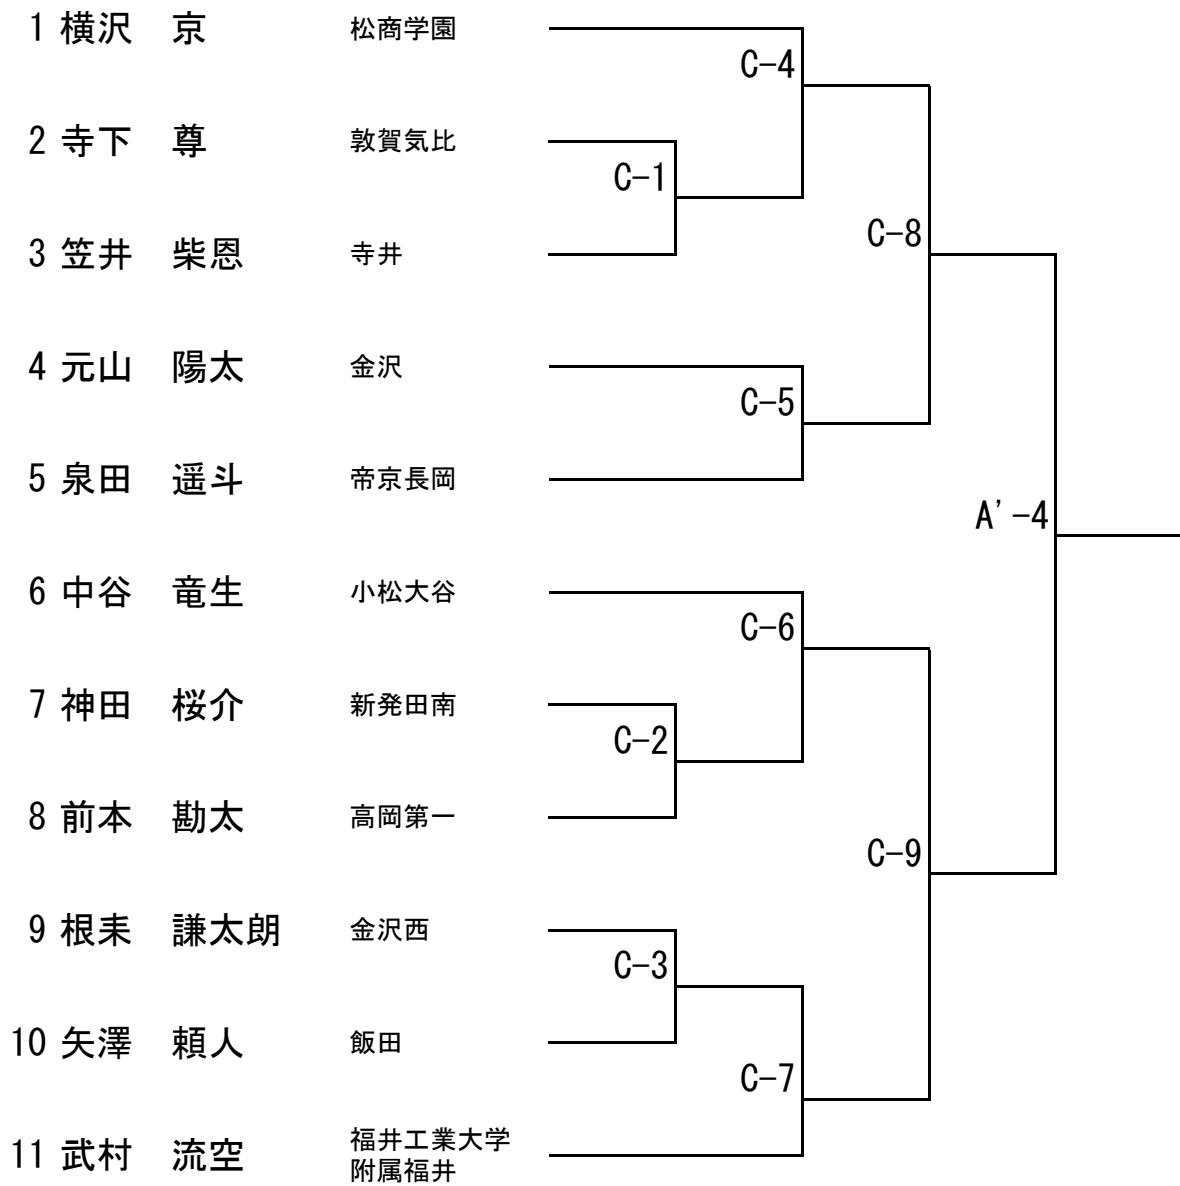 1 横沢 京 松商学園
C-4
2 寺下 尊 敦賀気比
C-1
C-8
3 笠井 柴恩 寺井
4 元山 陽太 金沢
C-5
5 泉田 遥斗 帝京長岡
A'-4
6 中谷 竜生 小松大谷
C-6
7 神田 桜介 新発田南
C-2
8 前本 勘太 高岡第一
C-9
9 根耒 謙太朗 金沢西
C-3
10 矢澤 頼人 飯田
C-7
11 武村 流空 福井工業大学
附属福井